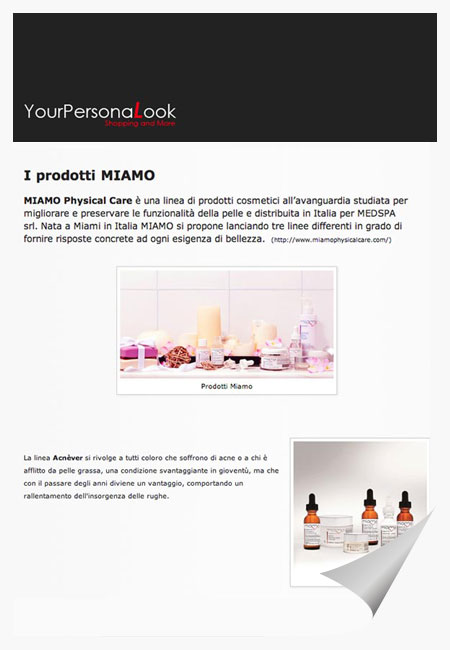 YourPersonaLook
Shopping and More
I prodotti MIAMO
MIAMO Physical Care è una linea di prodotti cosmetici all'avanguardia studiata per
migliorare e preservare le funzionalità della pelle e distribuita in Italia per MEDSPA
srl. Nata a Miami in Italia MIAMO si propone lanciando tre linee differenti in grado di
fornire risposte concrete ad ogni esigenza di bellezza. (http://www.miamophysicalcare.com/)
Prodotti Miamo
La linea Acnèver si rivolge a tutti coloro che soffrono di acne o a chi è
afflitto da pelle grassa, una condizione svantaggiante in gioventù, ma che
con il passare degli anni diviene un vantaggio, comportando un
rallentamento dell'insorgenza delle rughe.